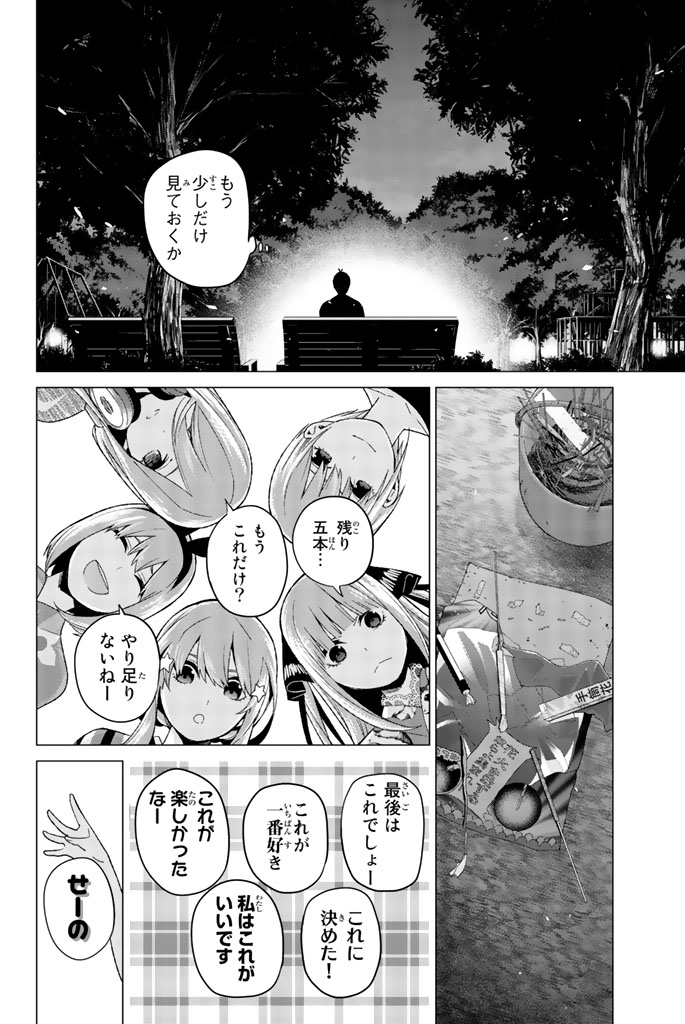 もう
少しだけ
見ておくか
手筒花
残り
五本…
もう
これだけ?
やり足り
ないねー
最後は
これでしょー
これに
決めた!
これが
一番好き
私はこれが
いいです
これが
楽しかった
なー
せーの